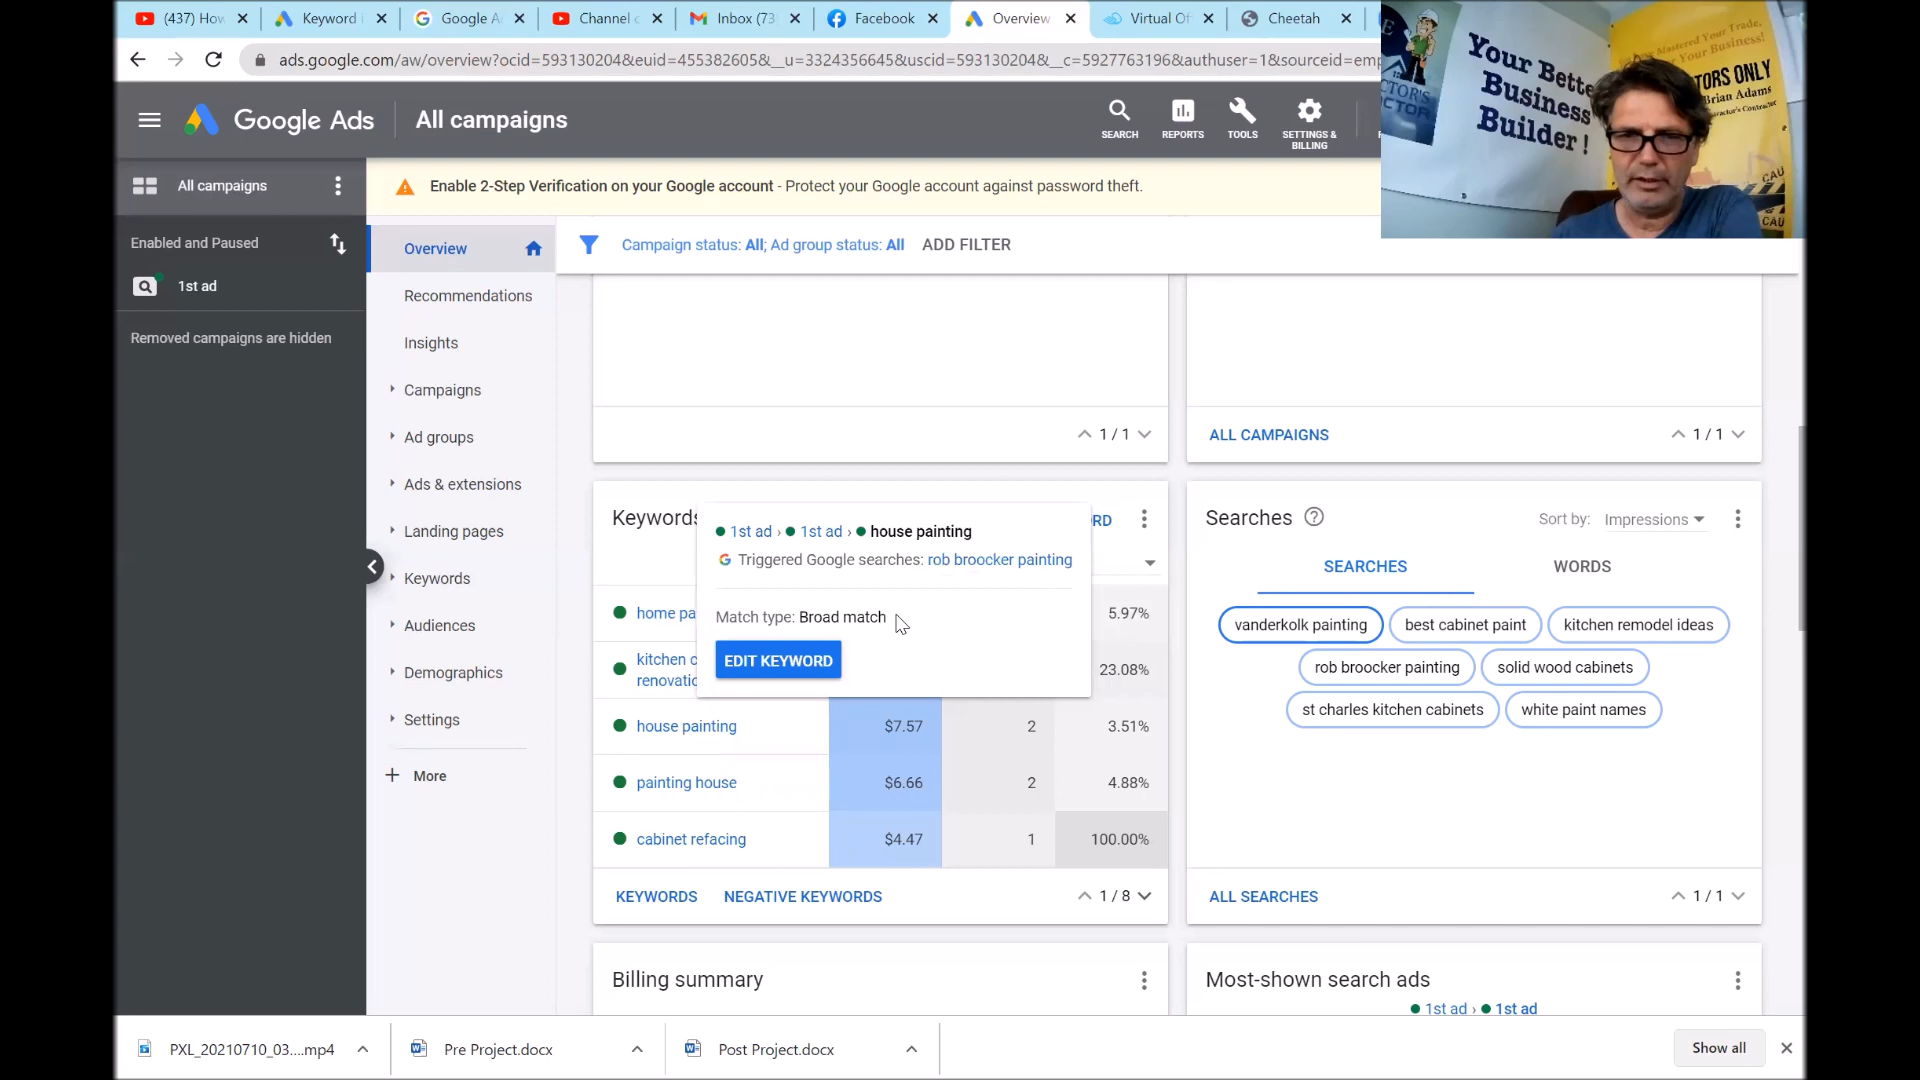 (437) How
Keyword
Google A
Channel
Inbox (73
Facebook
Overview
Virtual Of
Cheetah
ads.google.com/aw/overview?ocid=593130204&euid=455382605&__u=3324356645&uscid=593130204&__c=5927763196&authuser=1&sourceid=emp
Google Ads
All campaigns
SEARCH
REPORTS
TOOLS
SETTINGS &
BILLING
Your Bette
Business
Builder !
Mastered Your Trade,
Your Business!
TORS ONLY
Brian Adams
CAU
All campaigns
Enable 2-Step Verification on your Google account - Protect your Google account against password theft.
Enabled and Paused
1st ad
Removed campaigns are hidden
Overview
Recommendations
Insights
Campaigns
Ad groups
Ads & extensions
Landing pages
Keywords
Audiences
Demographics
Settings
More
Campaign status: All; Ad group status: All ADD FILTER
1 / 1
ALL CAMPAIGNS
1 / 1
Keywords
RD
1st ad › 1st ad › house painting
Triggered Google searches: rob broocker painting
Match type: Broad match
EDIT KEYWORD
home pa 5.97%
kitchen c 23.08%
renovatio
house painting $7.57 2 3.51%
painting house $6.66 2 4.88%
cabinet refacing $4.47 1 100.00%
KEYWORDS NEGATIVE KEYWORDS 1 / 8
Searches
Sort by: Impressions
SEARCHES WORDS
vanderkolk painting best cabinet paint kitchen remodel ideas
rob broocker painting solid wood cabinets
st charles kitchen cabinets white paint names
ALL SEARCHES 1 / 1
Billing summary
Most-shown search ads
1st ad › 1st ad
PXL_20210710_03....mp4
Pre Project.docx
Post Project.docx
Show all